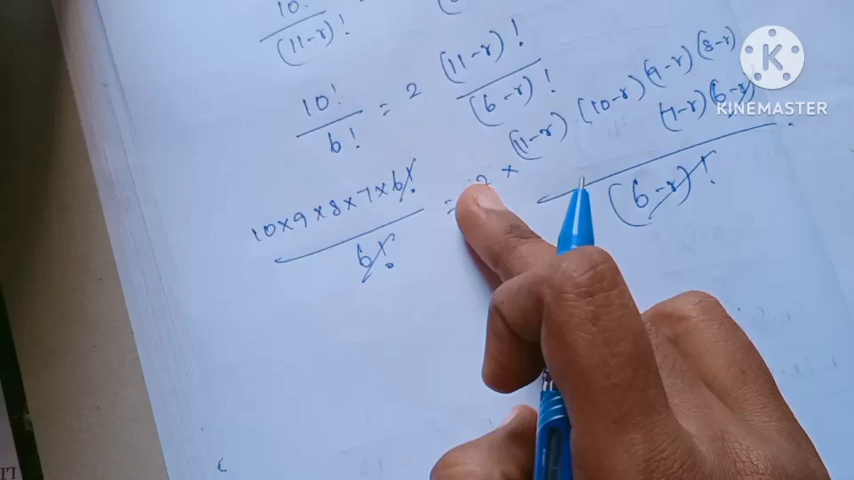 10!
(11-r)!
10! / 6! = 2 (11-r)! / (6-r)!
10×9×8×7×6! / 6! = 2 × (11-r) (10-r) (9-r) (8-r) (7-r) (6-r) / (6-r)!
K
KINEMASTER